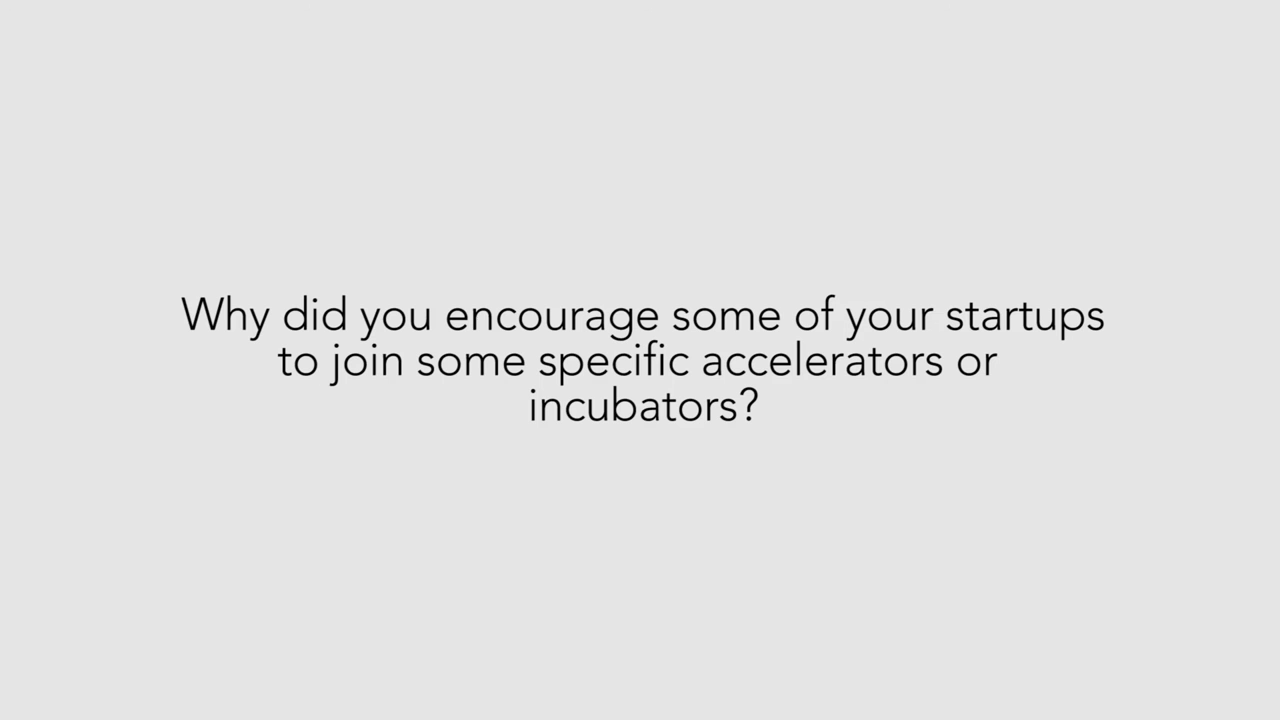 Why did you encourage some of your startups
to join some specific accelerators or
incubators?